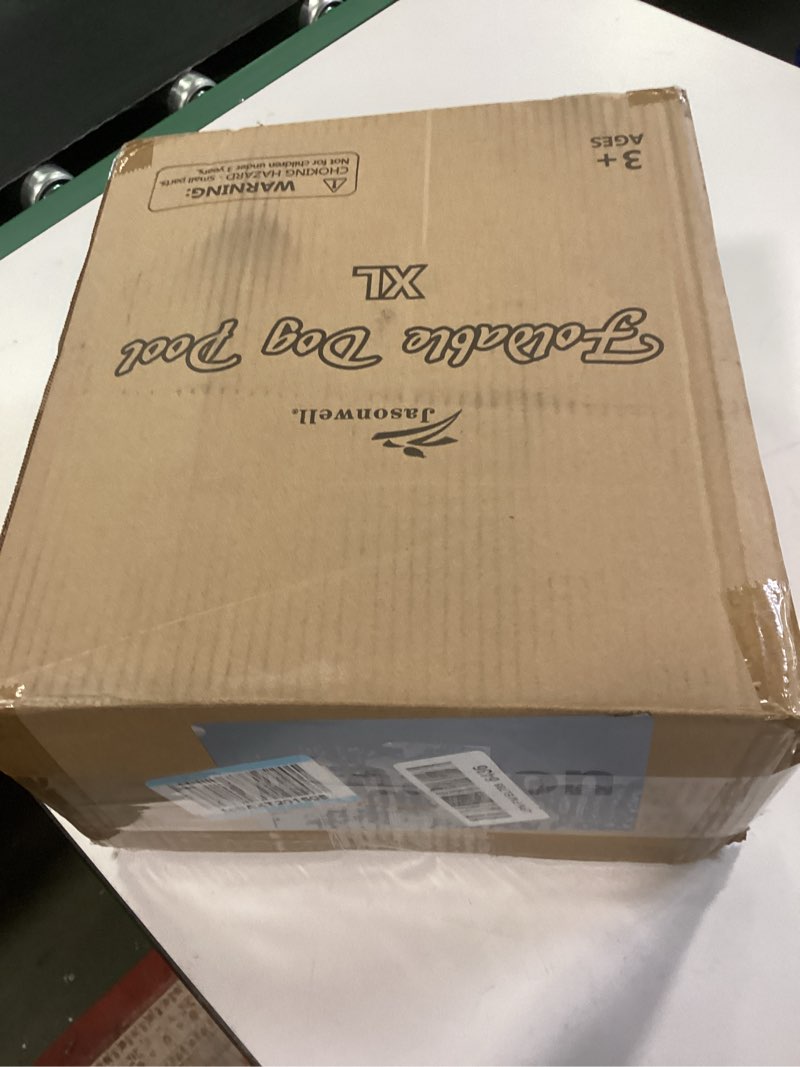 Jasonwell®
Foldable Dog Pool
XL
3+
AGES
WARNING:
CHOKING HAZARD - Small parts.
Not for children under 3 years.